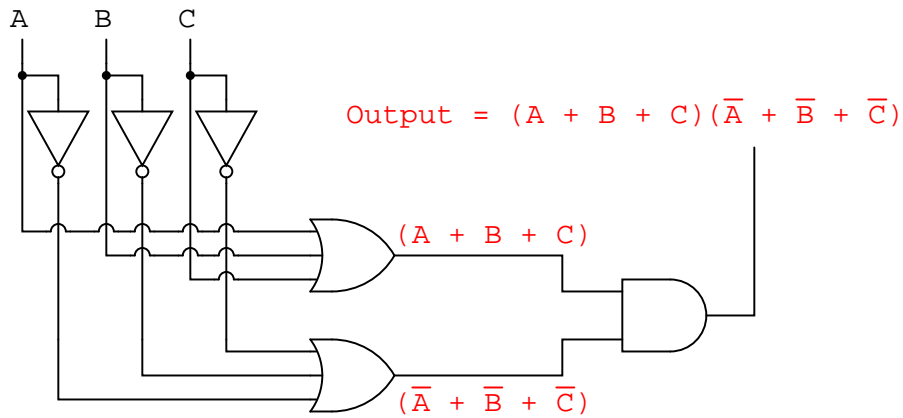 A B C
Output = (A + B + C)(A̅ + B̅ + C̅)
(A + B + C)
(A̅ + B̅ + C̅)